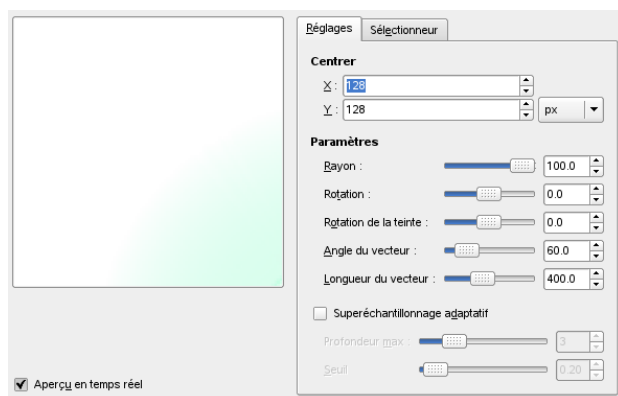 Réglages Sélectionneur
Centrer
X : 128
Y : 128 px
Paramètres
Rayon : 100.0
Rotation : 0.0
Rotation de la teinte : 0.0
Angle du vecteur : 60.0
Longueur du vecteur : 400.0
Superéchantillonnage adaptatif
Profondeur max : 3
Seuil 0.20
Aperçu en temps réel